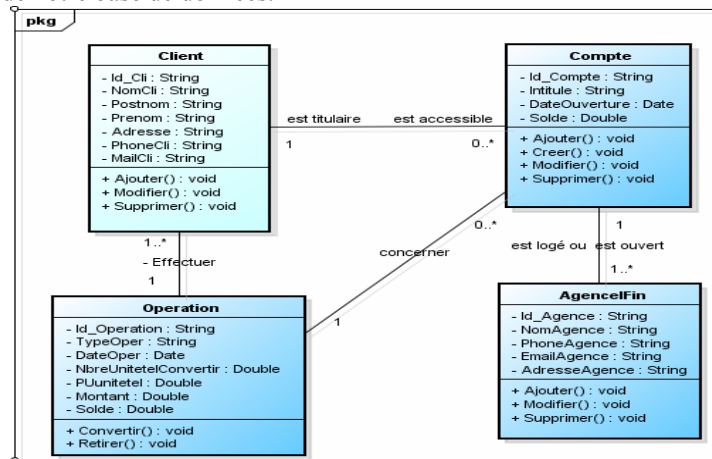 pkg
Client
- Id_Cli : String
- NomCli : String
- Postnom : String
- Prenom : String
- Adresse : String
- PhoneCli : String
- MailCli : String
+ Ajouter() : void
+ Modifier() : void
+ Supprimer() : void
Compte
- Id_Compte : String
- Intitule : String
- DateOuverture : Date
- Solde : Double
+ Ajouter() : void
+ Creer() : void
+ Modifier() : void
+ Supprimer() : void
est titulaire est accessible
1 0..*
1..*
- Effectuer
1
concerner
0..*
1
1
est logé ou est ouvert
1..*
Operation
- Id_Operation : String
- TypeOper : String
- DateOper : Date
- NbreUnitetelConvertir : Double
- PUunitetel : Double
- Montant : Double
- Solde : Double
+ Convertir() : void
+ Retirer() : void
AgencelFin
- Id_Agence : String
- NomAgence : String
- PhoneAgence : String
- EmailAgence : String
- AdresseAgence : String
+ Ajouter() : void
+ Modifier() : void
+ Supprimer() : void